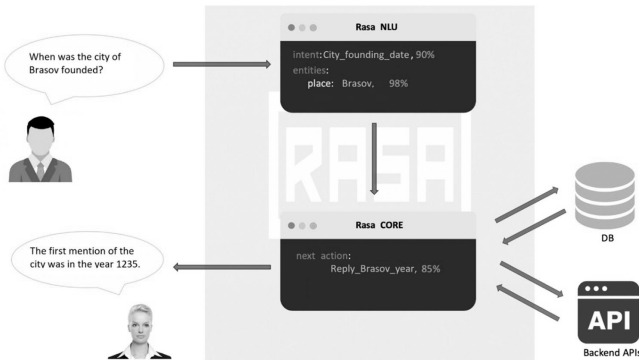 When was the city of
Brasov founded?
Rasa NLU
intent:City_founding_date, 90%
entities:
place: Brasov, 98%
RASA
Rasa CORE
next action:
Reply_Brasov_year, 85%
The first mention of the
city was in the year 1235.
DB
API
Backend APIs